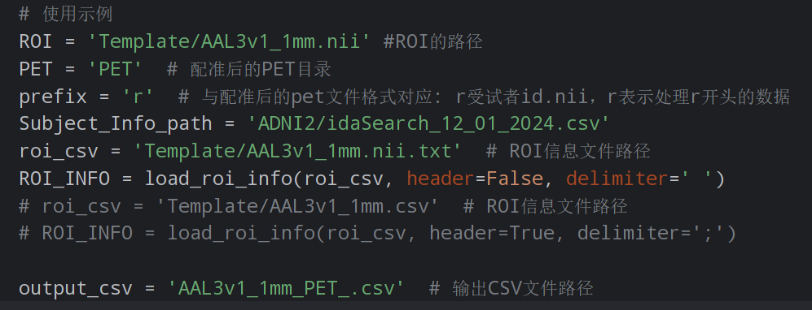 # 使用示例
ROI = 'Template/AAL3v1_1mm.nii' #ROI的路径
PET = 'PET'  # 配准后的PET目录
prefix = 'r'  # 与配准后的pet文件格式对应: r受试者id.nii，r表示处理r开头的数据
Subject_Info_path = 'ADNI2/idaSearch_12_01_2024.csv'
roi_csv = 'Template/AAL3v1_1mm.nii.txt'  # ROI信息文件路径
ROI_INFO = load_roi_info(roi_csv, header=False, delimiter=' ')
# roi_csv = 'Template/AAL3v1_1mm.csv'  # ROI信息文件路径
# ROI_INFO = load_roi_info(roi_csv, header=True, delimiter=';')
output_csv = 'AAL3v1_1mm_PET_.csv'  # 输出CSV文件路径